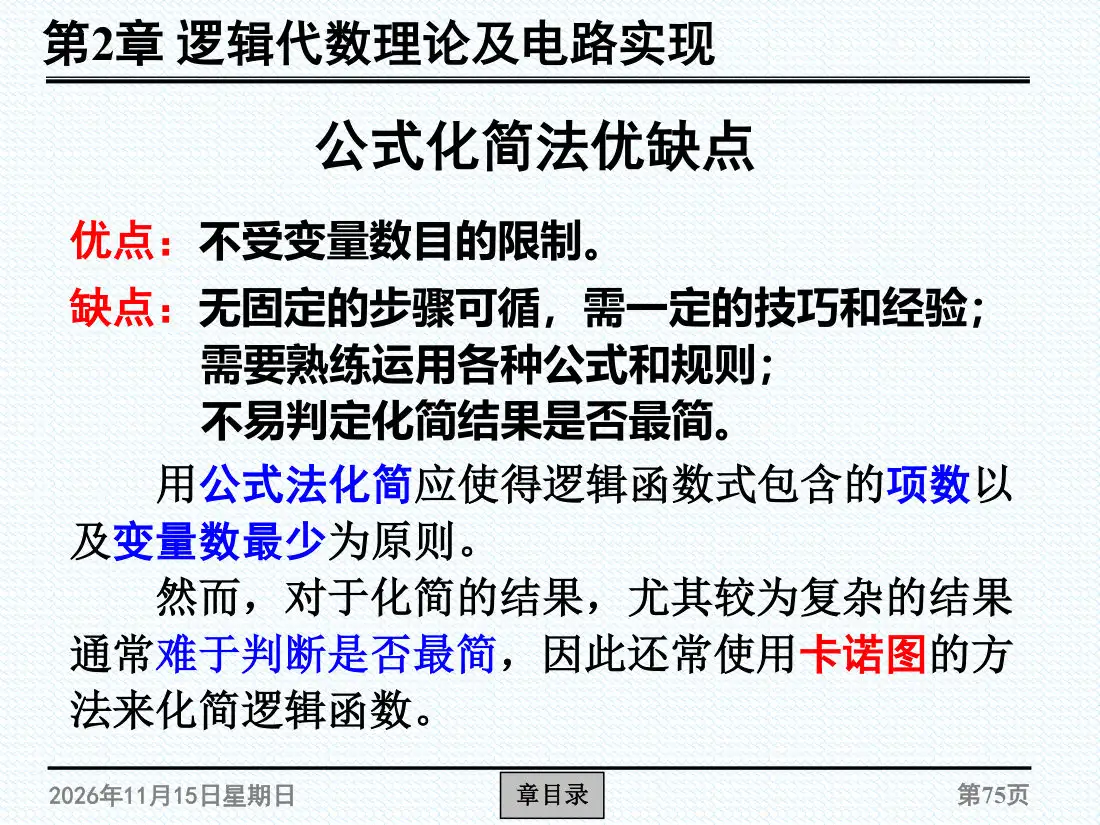 第2章 逻辑代数理论及电路实现
公式化简法优缺点
优点：不受变量数目的限制。
缺点：无固定的步骤可循，需一定的技巧和经验；
需要熟练运用各种公式和规则；
不易判定化简结果是否最简。
用公式法化简应使得逻辑函数式包含的项数以
及变量数最少为原则。
然而，对于化简的结果，尤其较为复杂的结果
通常难于判断是否最简，因此还常使用卡诺图的方
法来化简逻辑函数。
2026年11月15日星期日
章目录
第75页